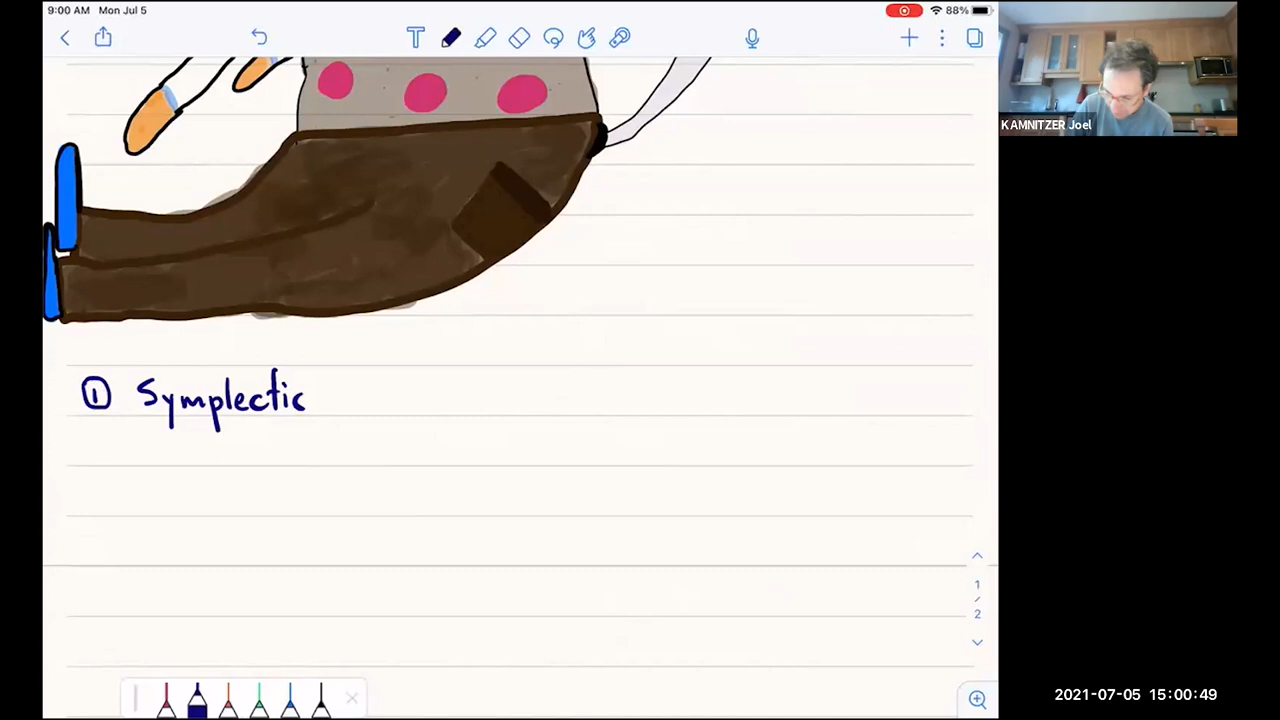 9:00 AM Mon Jul 5
88%
T
KAMNITZER Joel
① Symplectic
1
/
2
2021-07-05 15:00:49